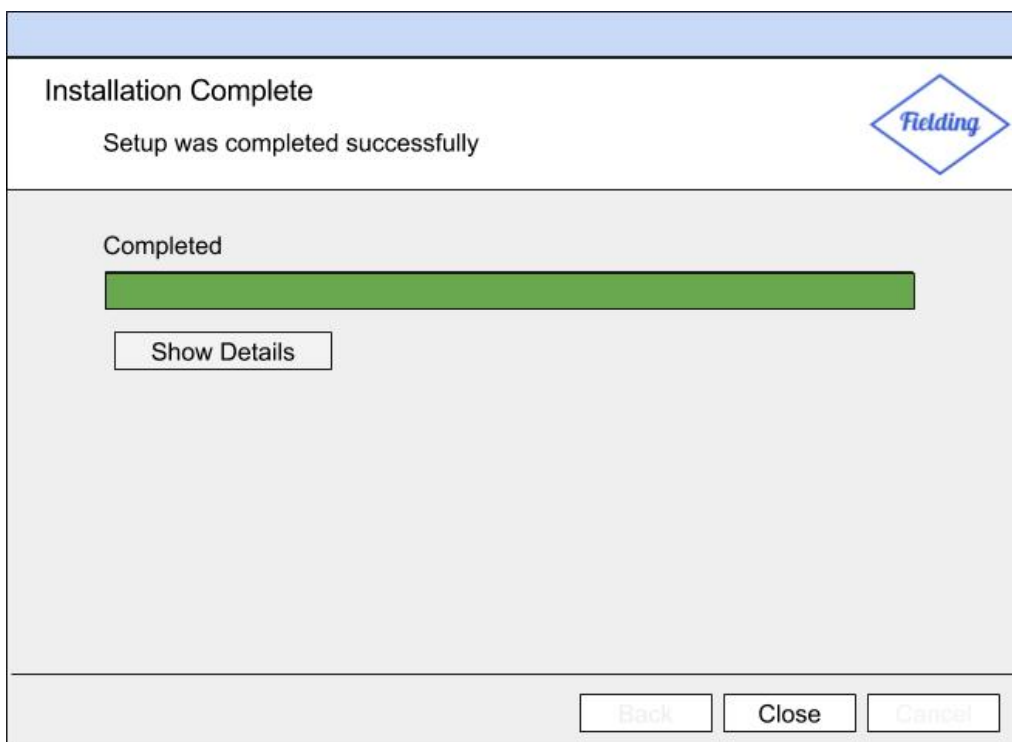 Installation Complete
Setup was completed successfully
Fielding
Completed
Show Details
Back
Close
Cancel